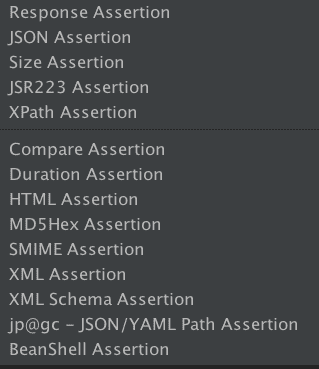 Response Assertion
JSON Assertion
Size Assertion
JSR223 Assertion
XPath Assertion
Compare Assertion
Duration Assertion
HTML Assertion
MD5Hex Assertion
SMIME Assertion
XML Assertion
XML Schema Assertion
jp@gc - JSON/YAML Path Assertion
BeanShell Assertion